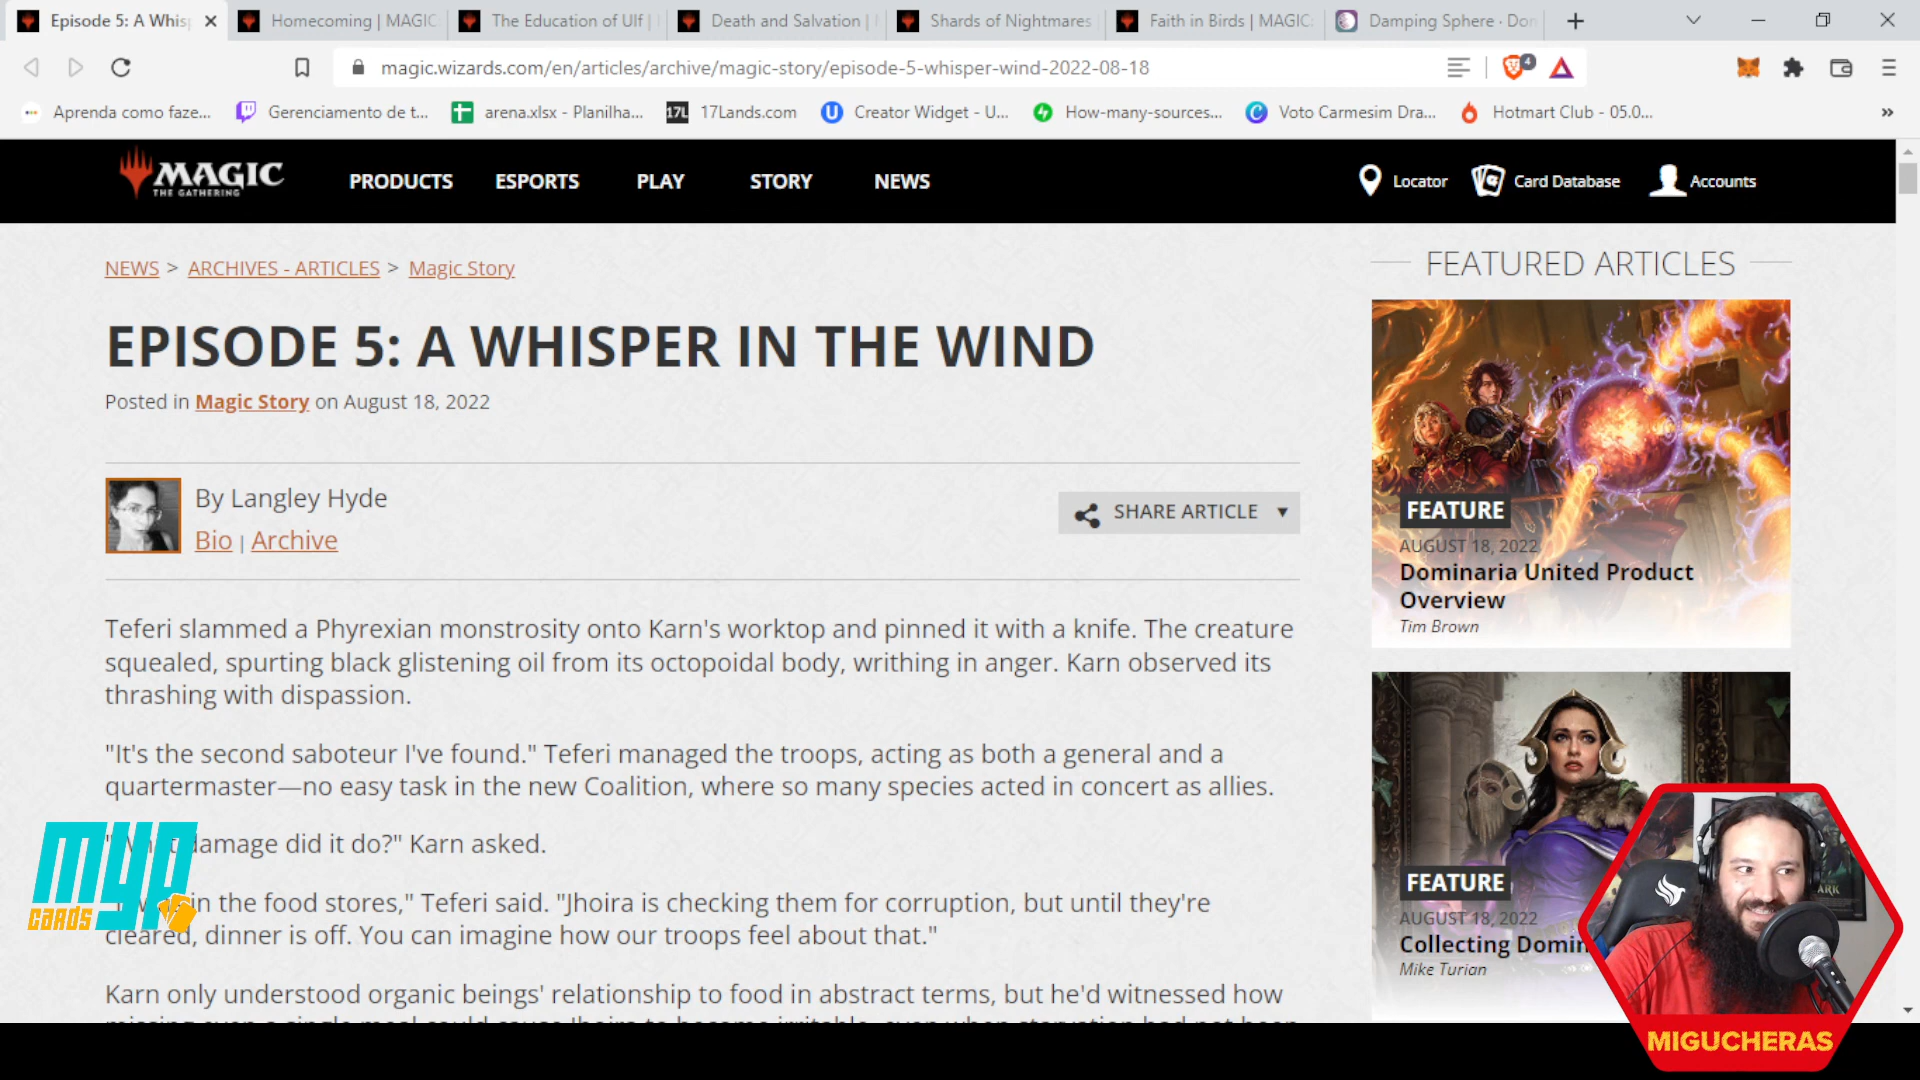 Episode 5: A Whisp
Homecoming | MAGIC
The Education of Ulf |
Death and Salvation |
Shards of Nightmares
Faith in Birds | MAGIC:
Damping Sphere · Don
magic.wizards.com/en/articles/archive/magic-story/episode-5-whisper-wind-2022-08-18
4
Aprenda como faze...
Gerenciamento de t...
arena.xlsx - Planilha...
17L 17Lands.com
Creator Widget - U...
How-many-sources...
Voto Carmesim Dra...
Hotmart Club - 05.0...
MAGIC
THE GATHERING
PRODUCTS ESPORTS PLAY STORY NEWS
Locator Card Database Accounts
NEWS > ARCHIVES - ARTICLES > Magic Story
EPISODE 5: A WHISPER IN THE WIND
Posted in Magic Story on August 18, 2022
By Langley Hyde
Bio | Archive
SHARE ARTICLE
Teferi slammed a Phyrexian monstrosity onto Karn's worktop and pinned it with a knife. The creature
squealed, spurting black glistening oil from its octopoidal body, writhing in anger. Karn observed its
thrashing with dispassion.
"It's the second saboteur I've found." Teferi managed the troops, acting as both a general and a
quartermaster—no easy task in the new Coalition, where so many species acted in concert as allies.
damage did it do?" Karn asked.
in the food stores," Teferi said. "Jhoira is checking them for corruption, but until they're
cleared, dinner is off. You can imagine how our troops feel about that."
Karn only understood organic beings' relationship to food in abstract terms, but he'd witnessed how
FEATURED ARTICLES
FEATURE
AUGUST 18, 2022
Dominaria United Product
Overview
Tim Brown
FEATURE
AUGUST 18, 2022
Collecting Domin
Mike Turian
myp
CARDS
MIGUCHERAS